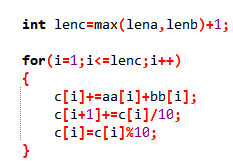 int lenc=max(lena,lenb)+1;
for(i=1;i<=lenc;i++)
{
c[i]+=aa[i]+bb[i];
c[i+1]+=c[i]/10;
c[i]=c[i]%10;
}